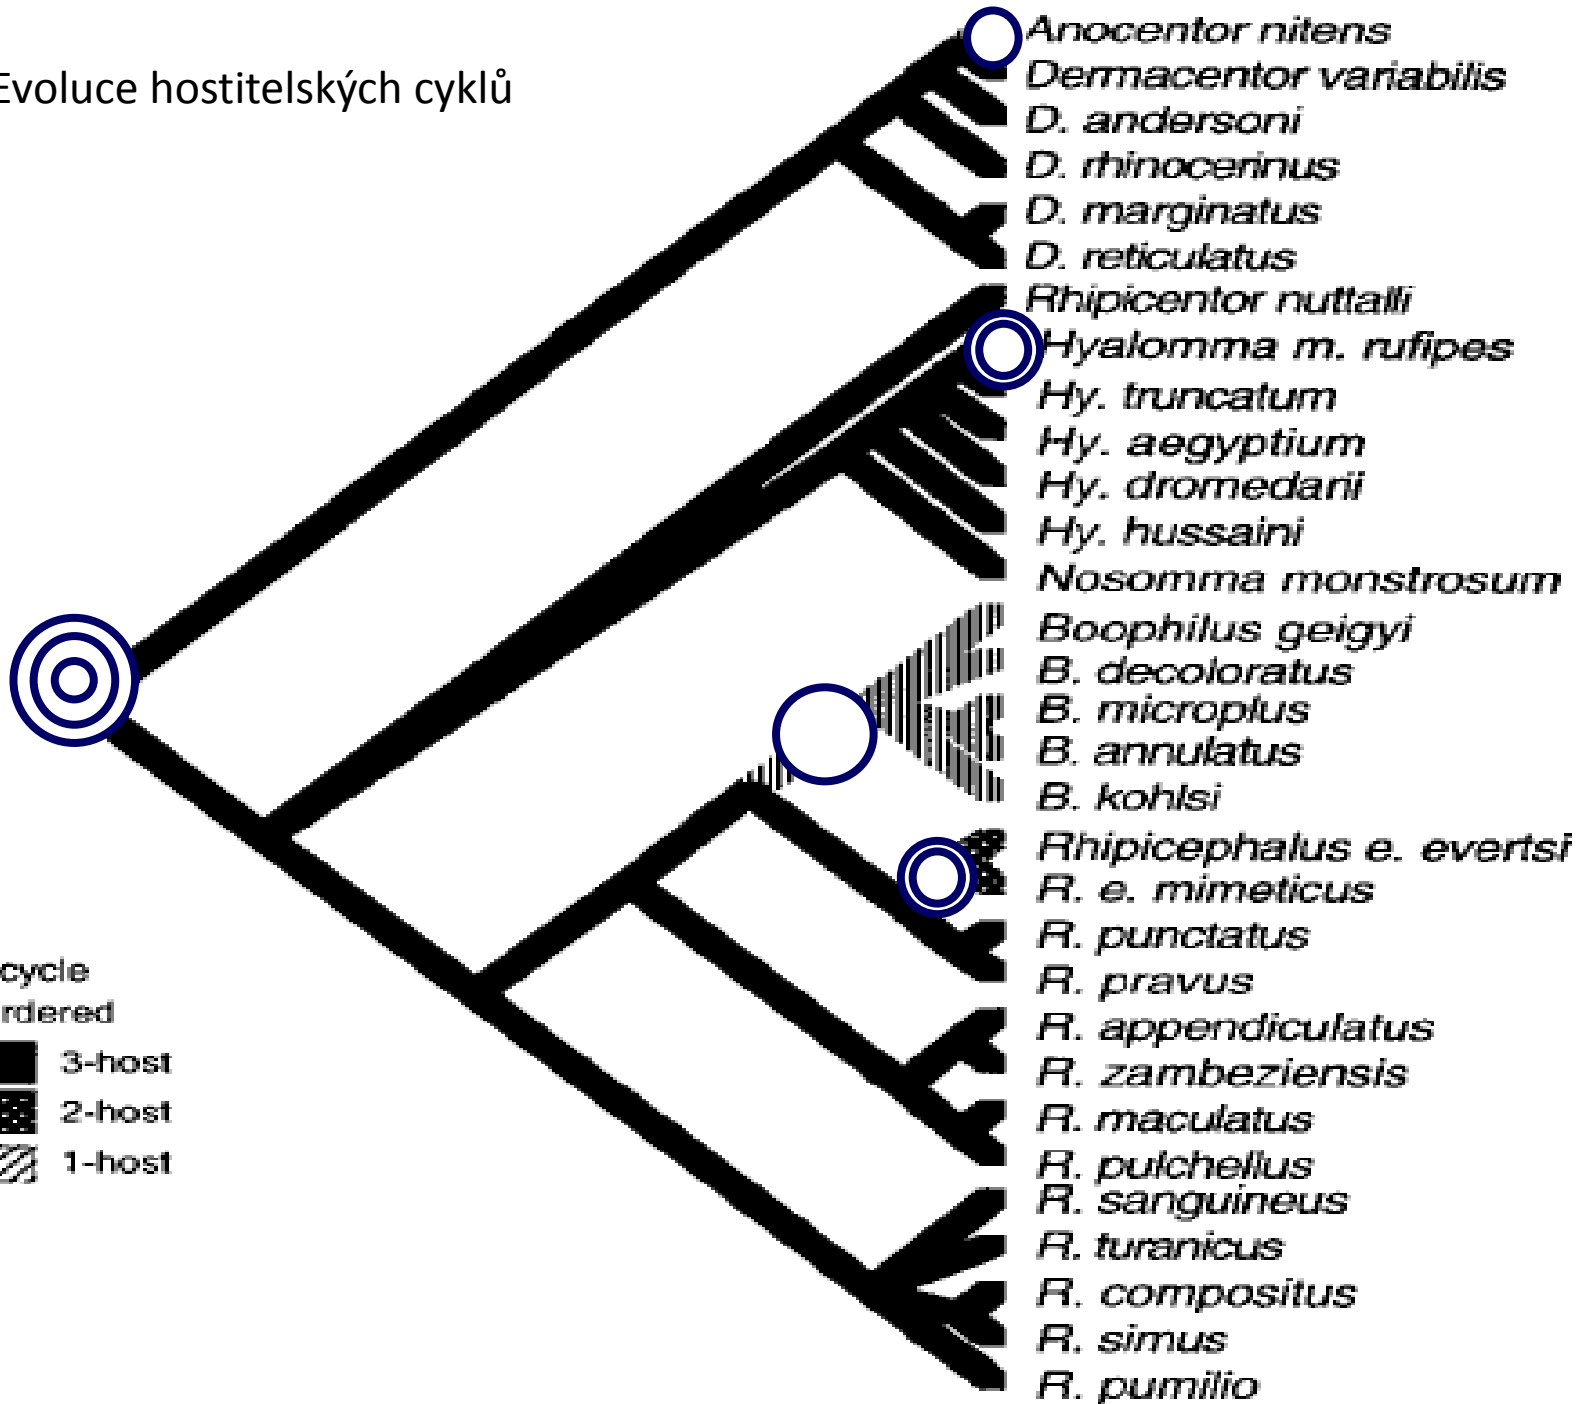 Evoluce hostitelských cyklů
Anocentor nitens
Dermacentor variabilis
D. andersoni
D. rhinocerinus
D. marginatus
D. reticulatus
Rhipicentor nuttalli
Hyalomma m. rufipes
Hy. truncatum
Hy. aegyptium
Hy. dromedarii
Hy. hussaini
Nosomma monstrosum
Boophilus geigyi
B. decoloratus
B. microplus
B. annulatus
B. kohlsi
Rhipicephalus e. evertsi
R. e. mimeticus
R. punctatus
R. pravus
R. appendiculatus
R. zambeziensis
R. maculatus
R. pulchellus
R. sanguineus
R. turanicus
R. compositus
R. simus
R. pumilio
cycle
rdered
3-host
2-host
1-host